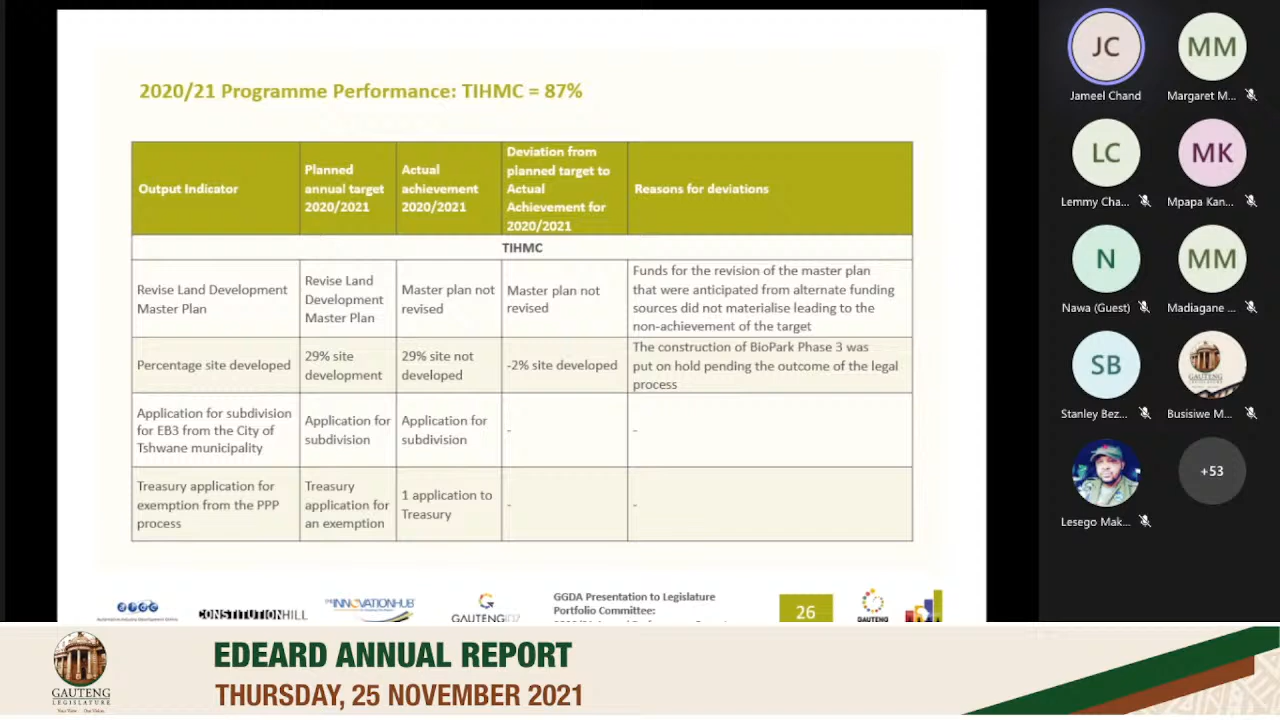 2020/21 Programme Performance: TIHMC = 87%
Output Indicator
Planned
annual target
2020/2021
Actual
achievement
2020/2021
Deviation from
planned target to
Actual
Achievement for
2020/2021
Reasons for deviations
TIHMC
Revise Land Development
Master Plan
Revise Land
Development
Master Plan
Master plan not
revised
Master plan not
revised
Funds for the revision of the master plan
that were anticipated from alternate funding
sources did not materialise leading to the
non-achievement of the target
Percentage site developed
29% site
development
29% site not
developed
-2% site developed
The construction of BioPark Phase 3 was
put on hold pending the outcome of the legal
process
Application for subdivision
for EB3 from the City of
Tshwane municipality
Application for
subdivision
Application for
subdivision
-
-
Treasury application for
exemption from the PPP
process
Treasury
application for
an exemption
1 application to
Treasury
-
-
CONSTITUTIONHILL
THE INNOVATIONHUB
GAUTENG
GGDA Presentation to Legislature
Portfolio Committee:
26
GAUTENG
JC
Jameel Chand
MM
Margaret M...
LC
Lemmy Cha...
MK
Mpapa Kan...
N
Nawa (Guest)
MM
Madiagane ...
SB
Stanley Bez...
Busisiwe M...
Lesego Mak...
+53
GAUTENG
LEGISLATURE
EDEARD ANNUAL REPORT
THURSDAY, 25 NOVEMBER 2021